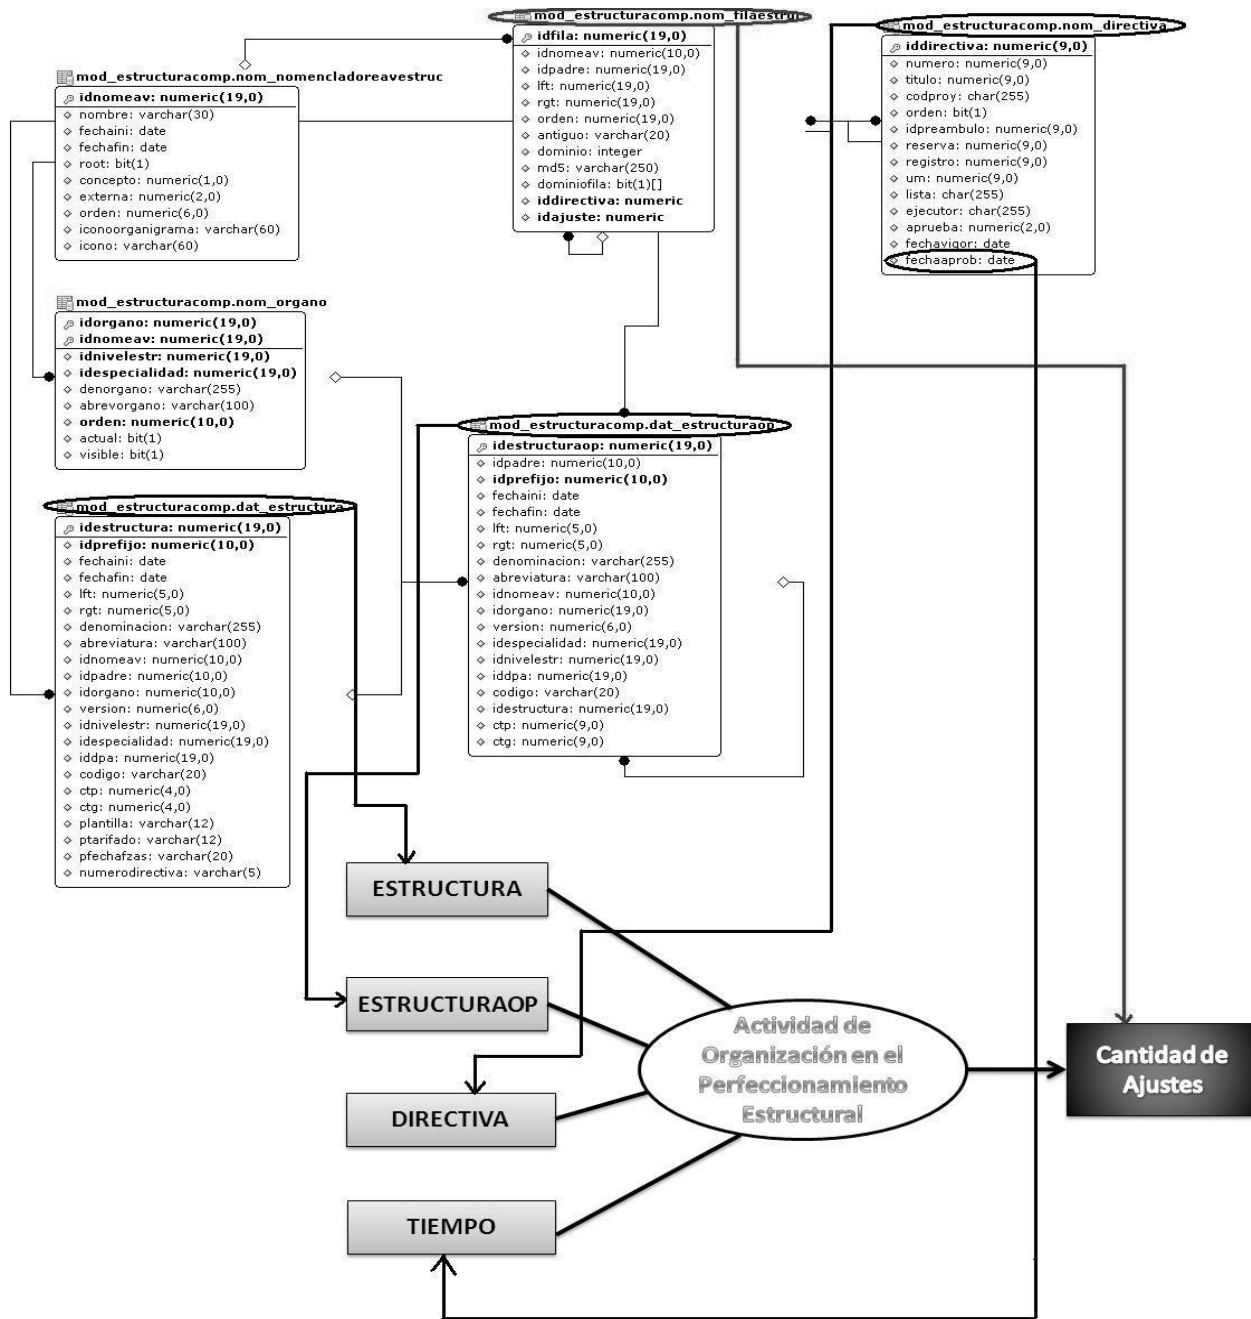 mod_estructuracomp.nom_filaestru
idfila: numeric(19,0)
idnomeav: numeric(10,0)
idpadre: numeric(19,0)
lft: numeric(19,0)
rgt: numeric(19,0)
orden: numeric(19,0)
antiguo: varchar(20)
dominio: integer
md5: varchar(250)
dominiofila: bit(1)[]
iddirectiva: numeric
idajuste: numeric
mod_estructuracomp.nom_directiva
iddirectiva: numeric(9,0)
numero: numeric(9,0)
titulo: numeric(9,0)
codproy: char(255)
orden: bit(1)
idpreambulo: numeric(9,0)
reserva: numeric(9,0)
registro: numeric(9,0)
um: numeric(9,0)
lista: char(255)
ejecutor: char(255)
aprueba: numeric(2,0)
fechavigor: date
fechaaprob: date
mod_estructuracomp.nom_nomencladoreavestruc
idnomeav: numeric(19,0)
nombre: varchar(30)
fechaini: date
fechafin: date
root: bit(1)
concepto: numeric(1,0)
externa: numeric(2,0)
orden: numeric(6,0)
iconoorganigrama: varchar(60)
icono: varchar(60)
mod_estructuracomp.nom_organo
idorgano: numeric(19,0)
idnomeav: numeric(19,0)
idnivelestr: numeric(19,0)
idespecialidad: numeric(19,0)
denorgano: varchar(255)
abrevorgano: varchar(100)
orden: numeric(10,0)
actual: bit(1)
visible: bit(1)
mod_estructuracomp.dat_estructuraop
idestructuraop: numeric(19,0)
idpadre: numeric(10,0)
idprefijo: numeric(10,0)
fechaini: date
fechafin: date
lft: numeric(5,0)
rgt: numeric(5,0)
denominacion: varchar(255)
abreviatura: varchar(100)
idnomeav: numeric(10,0)
idorgano: numeric(19,0)
version: numeric(6,0)
idespecialidad: numeric(19,0)
idnivelestr: numeric(19,0)
iddpa: numeric(19,0)
codigo: varchar(20)
idestructura: numeric(19,0)
ctp: numeric(9,0)
ctg: numeric(9,0)
mod_estructuracomp.dat_estructura
idestructura: numeric(19,0)
idprefijo: numeric(10,0)
fechaini: date
fechafin: date
lft: numeric(5,0)
rgt: numeric(5,0)
denominacion: varchar(255)
abreviatura: varchar(100)
idnomeav: numeric(10,0)
idpadre: numeric(10,0)
idorgano: numeric(10,0)
version: numeric(6,0)
idnivelestr: numeric(19,0)
idespecialidad: numeric(19,0)
iddpa: numeric(19,0)
codigo: varchar(20)
ctp: numeric(4,0)
ctg: numeric(4,0)
plantilla: varchar(12)
ptarifado: varchar(12)
pfechafzas: varchar(20)
numerodirectiva: varchar(5)
ESTRUCTURA
ESTRUCTURAOP
DIRECTIVA
TIEMPO
Actividad de
Organización en el
Perfeccionamiento
Estructural
Cantidad de
Ajustes